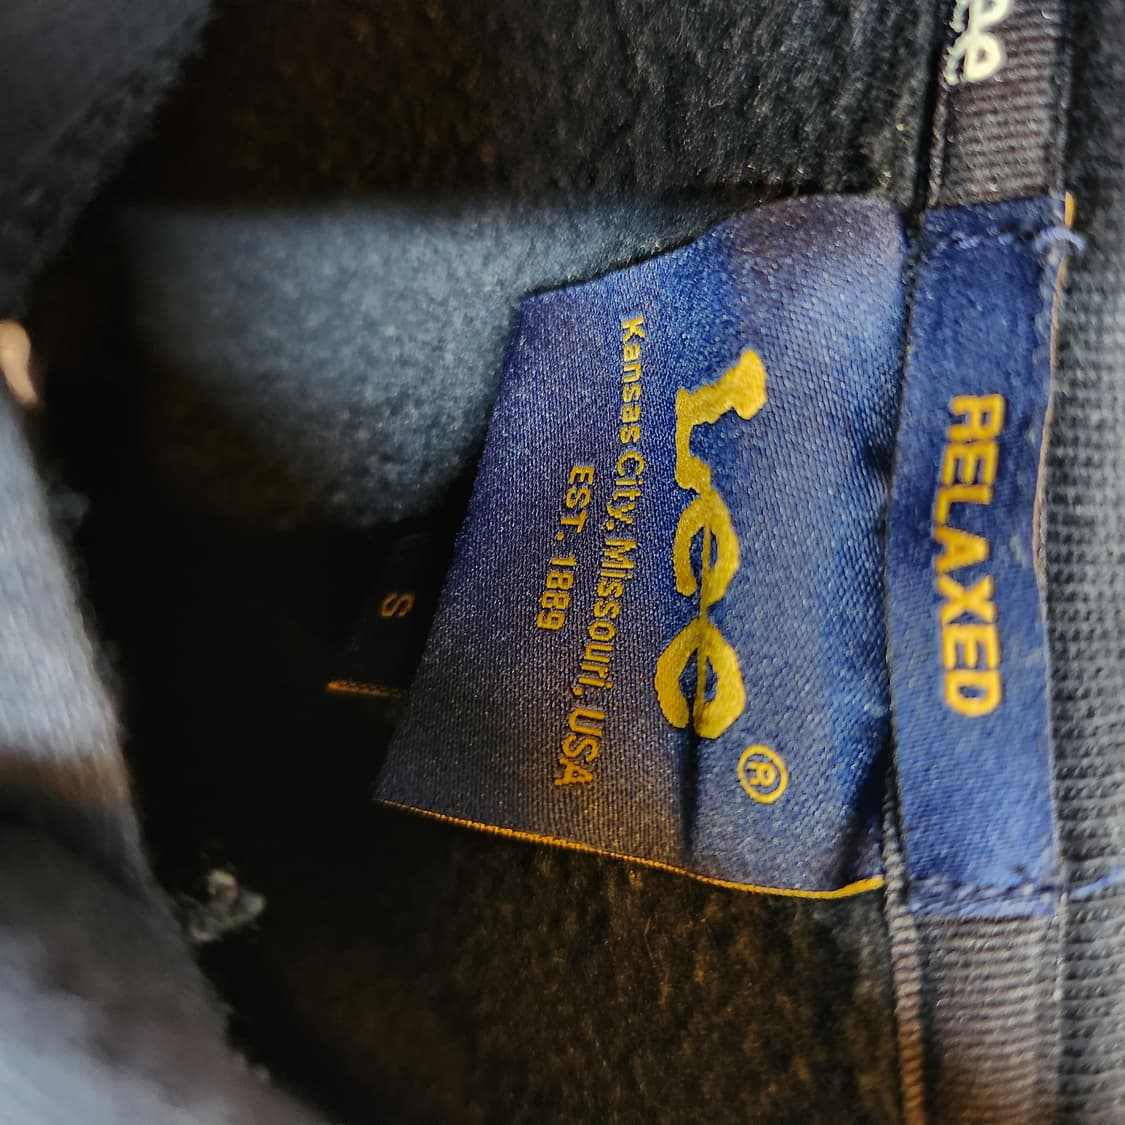 RELAXED
Lee®
Kansas City, Missouri, USA
EST. 1889
S